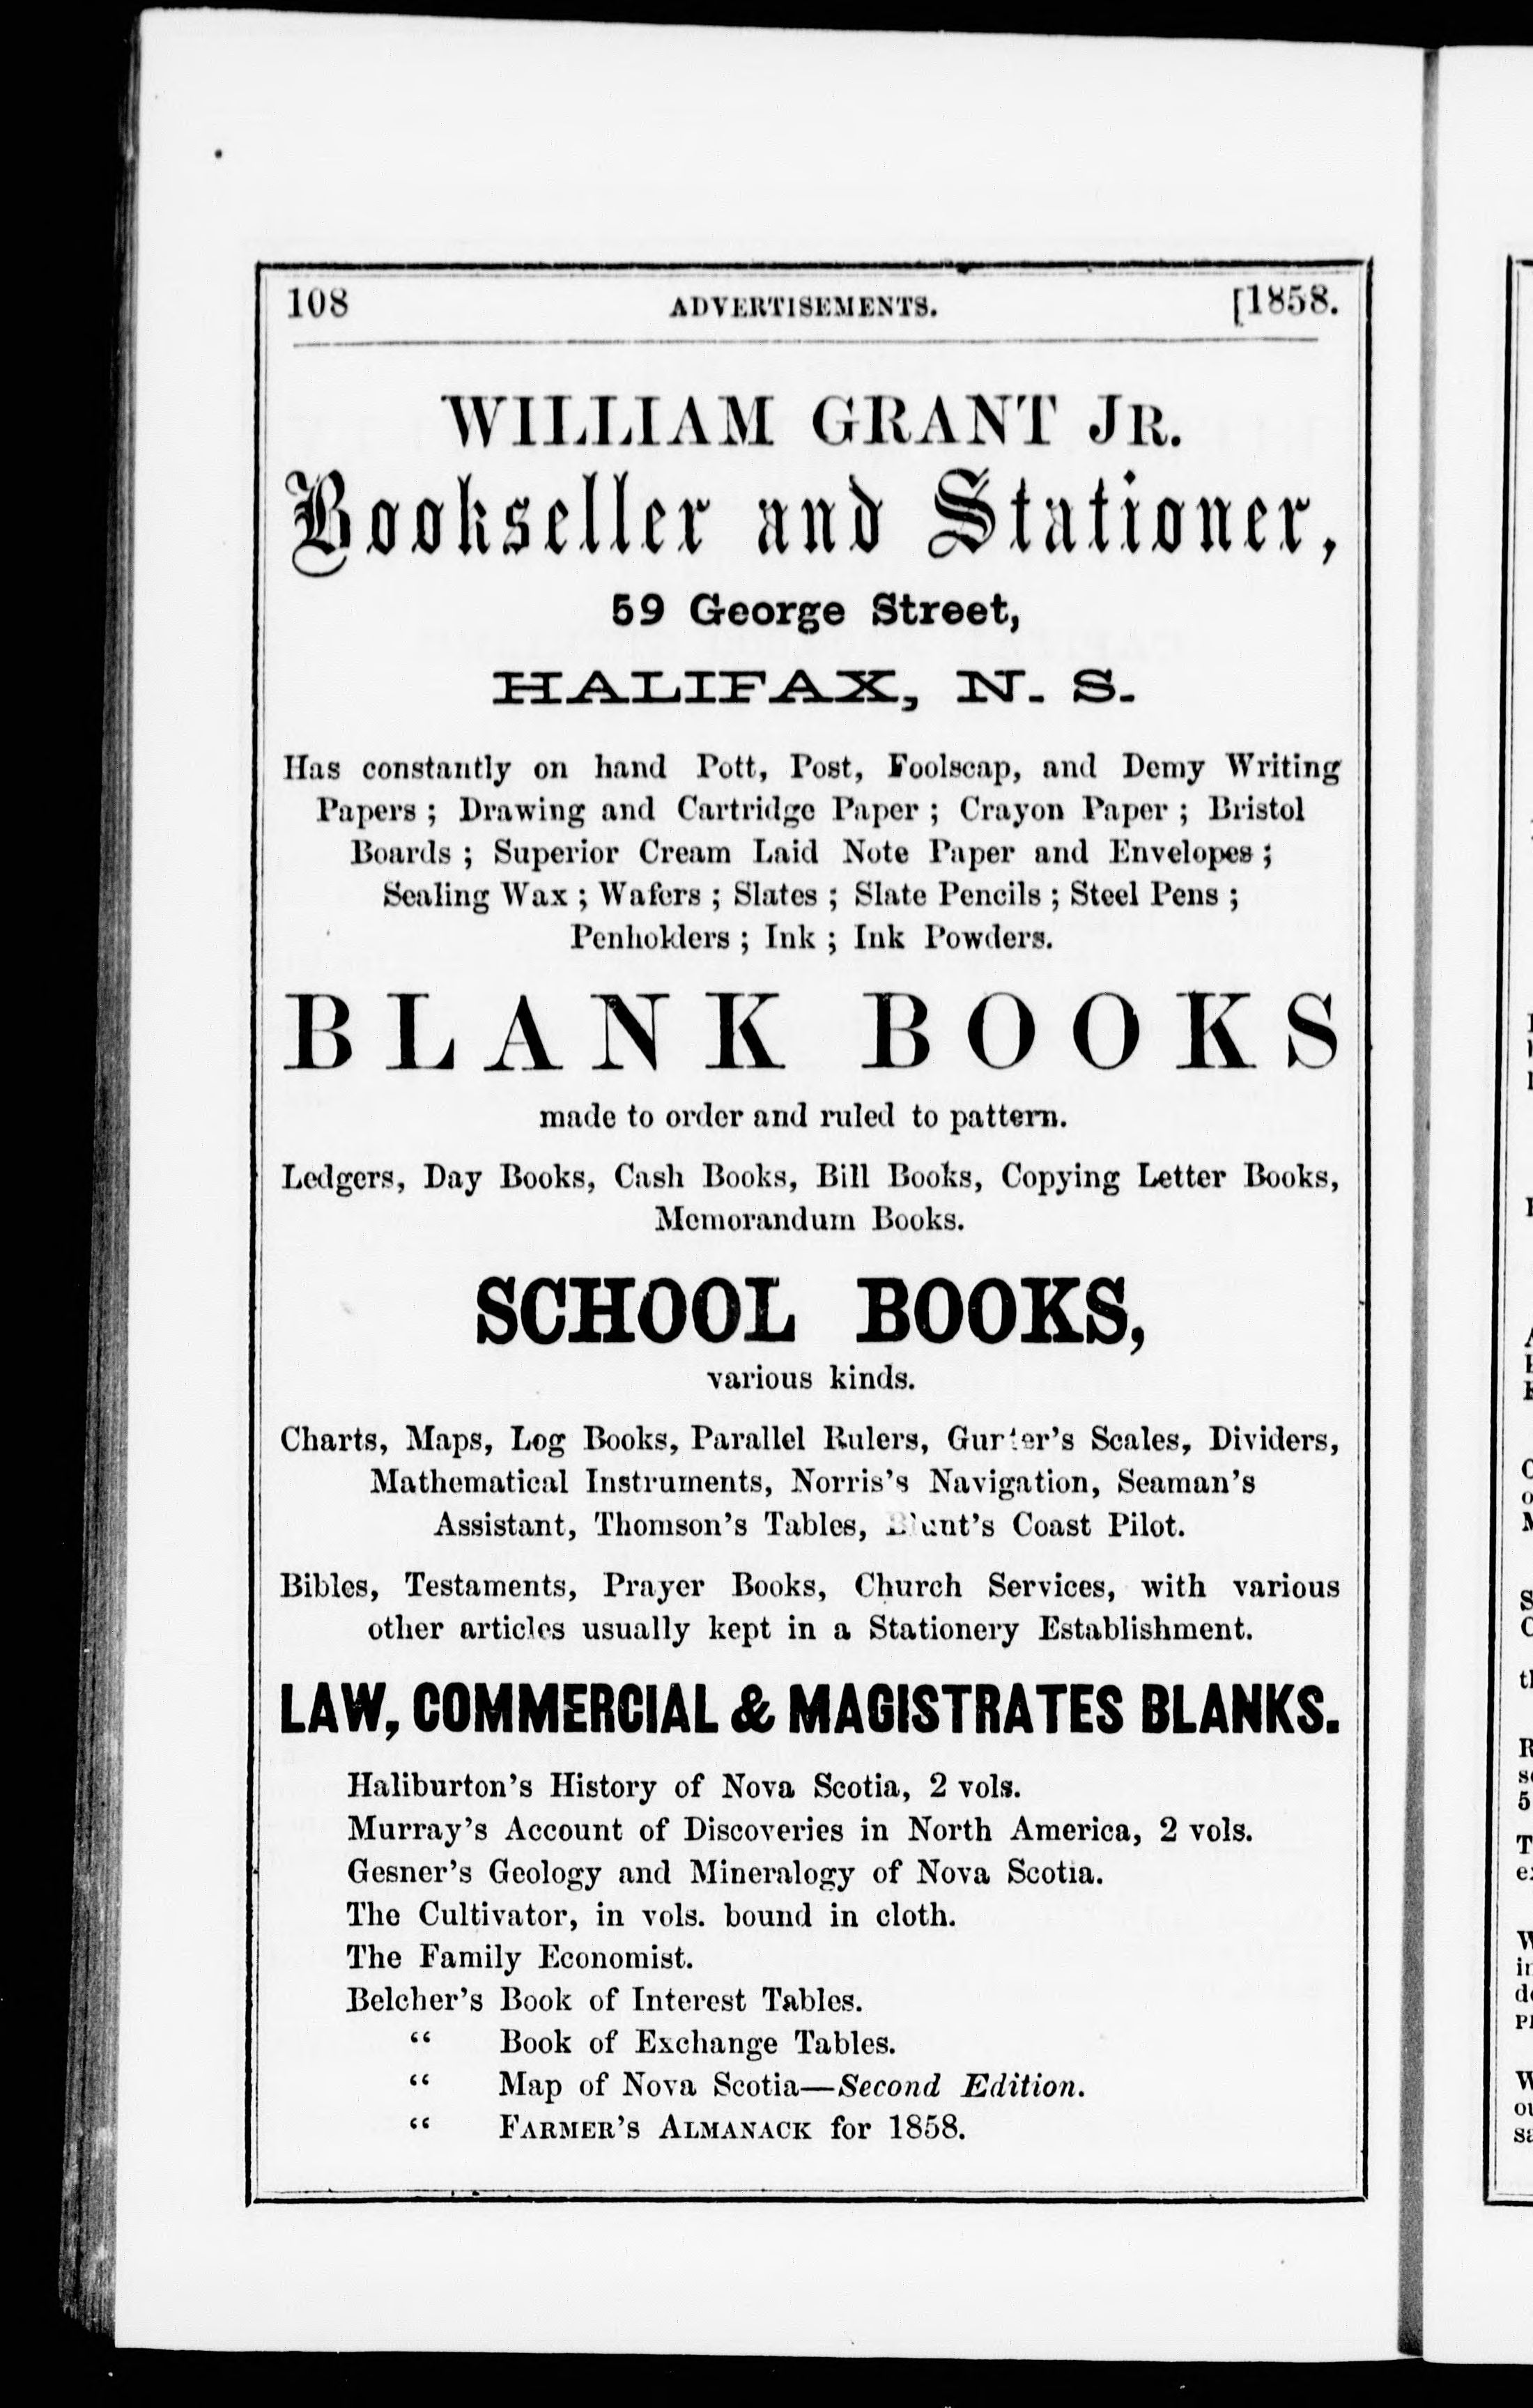 108 ADVERTISEMENTS. [1858.
WILLIAM GRANT JR.
Bookseller and Stationer,
59 George Street,
HALIFAX, N. S.
Has constantly on hand Pott, Post, Foolscap, and Demy Writing
Papers ; Drawing and Cartridge Paper ; Crayon Paper ; Bristol
Boards ; Superior Cream Laid Note Paper and Envelopes ;
Sealing Wax ; Wafers ; Slates ; Slate Pencils ; Steel Pens ;
Penholders ; Ink ; Ink Powders.
BLANK BOOKS
made to order and ruled to pattern.
Ledgers, Day Books, Cash Books, Bill Books, Copying Letter Books,
Memorandum Books.
SCHOOL BOOKS,
various kinds.
Charts, Maps, Log Books, Parallel Rulers, Scales, Dividers,
Mathematical Instruments, Norris's Navigation, Seaman's
Assistant, Thomson's Tables, Blunt's Coast Pilot.
Bibles, Testaments, Prayer Books, Church Services, with various
other articles usually kept in a Stationery Establishment.
LAW, COMMERCIAL & MAGISTRATES BLANKS.
Haliburton's History of Nova Scotia, 2 vols.
Murray's Account of Discoveries in North America, 2 vols.
Gesner's Geology and Mineralogy of Nova Scotia.
The Cultivator, in vols. bound in cloth.
The Family Economist.
Belcher's Book of Interest Tables.
“ Book of Exchange Tables.
“ Map of Nova Scotia—Second Edition.
“ FARMER'S ALMANACK for 1858.